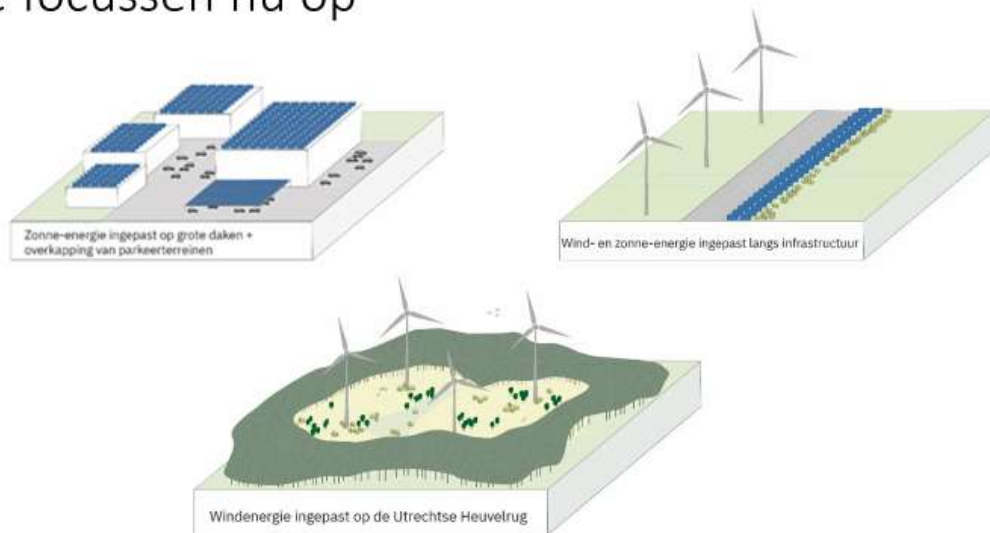 focussen nu op
Zonne-energie ingepast op grote daken +
overkapping van parkeerterreinen
Wind- en zonne-energie ingepast langs infrastructuur
Windenergie ingepast op de Utrechtse Heuvelrug